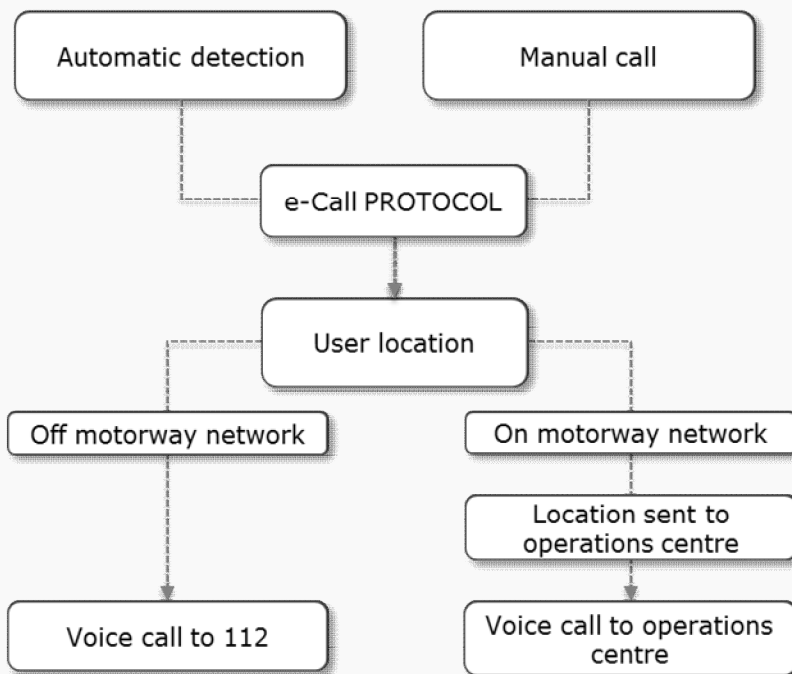 Automatic detection
Manual call
e-Call PROTOCOL
User location
Off motorway network
On motorway network
Location sent to
operations centre
Voice call to 112
Voice call to operations
centre